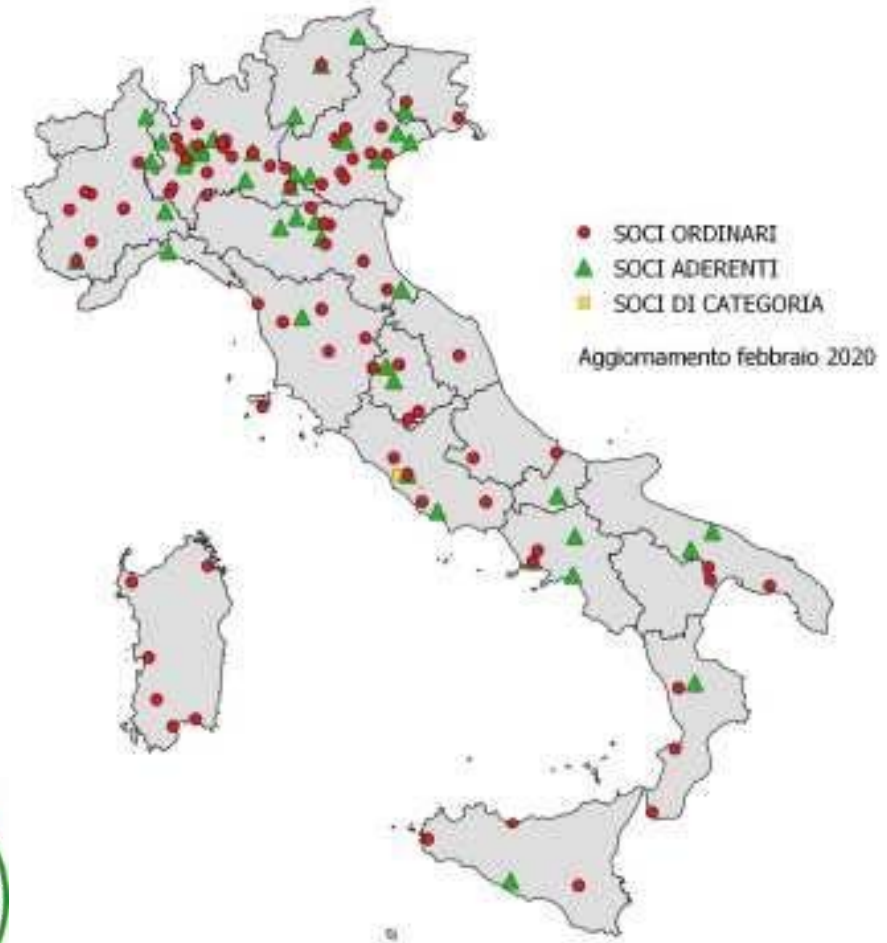 SOCI ORDINARI
SOCI ADERENTI
SOCI DI CATEGORIA
Aggiornamento febbraio 2020